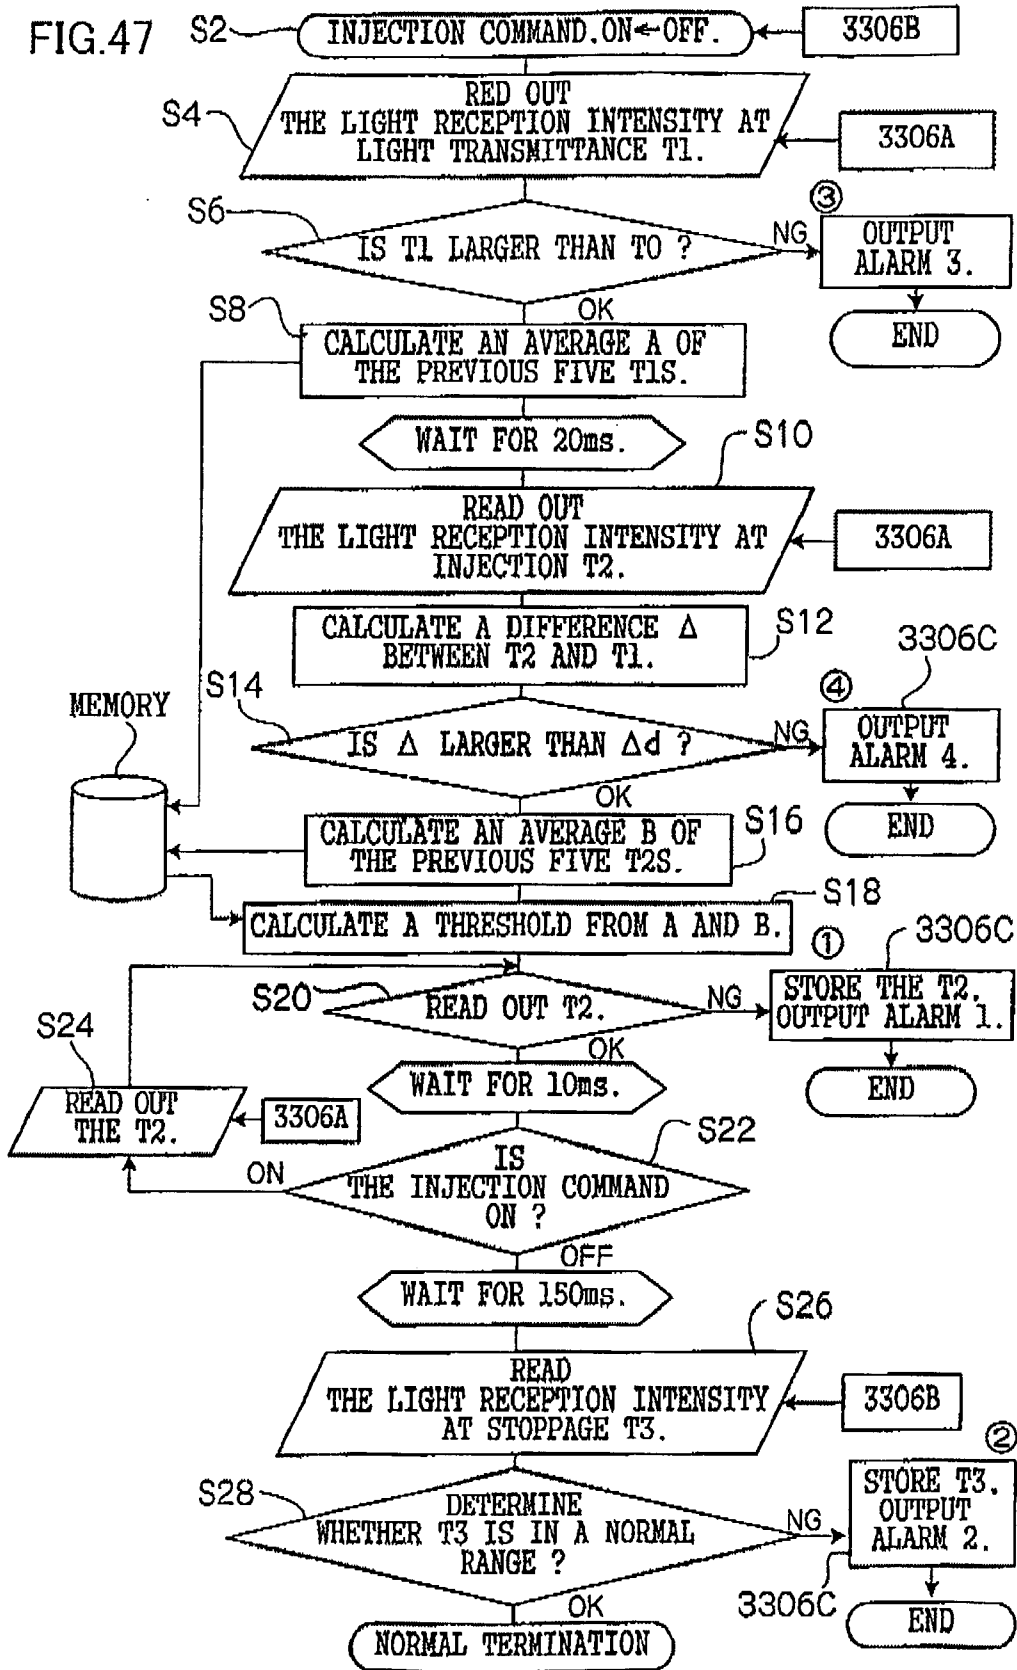 FIG.47
S2
INJECTION COMMAND.ON←OFF.
3306B
S4
RED OUT
THE LIGHT RECEPTION INTENSITY AT
LIGHT TRANSMITTANCE T1.
3306A
S6
IS T1 LARGER THAN TO ?
NG
③
OUTPUT
ALARM 3.
END
OK
S8
CALCULATE AN AVERAGE A OF
THE PREVIOUS FIVE T1S.
WAIT FOR 20ms.
S10
READ OUT
THE LIGHT RECEPTION INTENSITY AT
INJECTION T2.
3306A
CALCULATE A DIFFERENCE Δ
BETWEEN T2 AND T1.
S12
S14
IS Δ LARGER THAN Δd ?
NG
④
3306C
OUTPUT
ALARM 4.
END
OK
MEMORY
CALCULATE AN AVERAGE B OF
THE PREVIOUS FIVE T2S.
S16
S18
CALCULATE A THRESHOLD FROM A AND B.
S20
READ OUT T2.
NG
①
3306C
STORE THE T2.
OUTPUT ALARM 1.
END
OK
WAIT FOR 10ms.
S24
READ OUT
THE T2.
3306A
S22
IS
THE INJECTION COMMAND
ON ?
ON
OFF
WAIT FOR 150ms.
S26
READ
THE LIGHT RECEPTION INTENSITY
AT STOPPAGE T3.
3306B
S28
DETERMINE
WHETHER T3 IS IN A NORMAL
RANGE ?
NG
②
STORE T3.
OUTPUT
ALARM 2.
3306C
END
OK
NORMAL TERMINATION